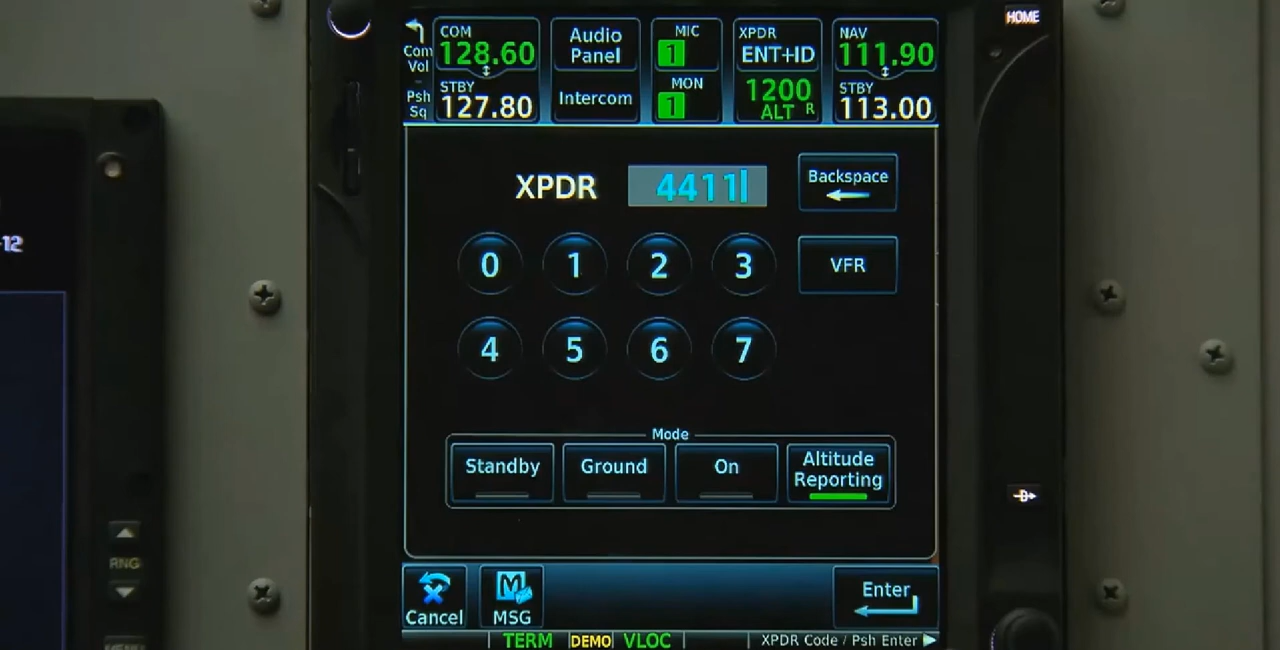 HOME
Com
Vol
Psh
Sq
COM
128.60
STBY
127.80
Audio
Panel
Intercom
MIC
1
MON
1
XPDR
ENT+ID
1200
ALT R
NAV
111.90
STBY
113.00
XPDR 4411
Backspace
0 1 2 3
VFR
4 5 6 7
Mode
Standby Ground On Altitude
Reporting
-12
RNG
Cancel
MSG
Enter
TERM DEMO VLOC
XPDR Code / Psh Enter